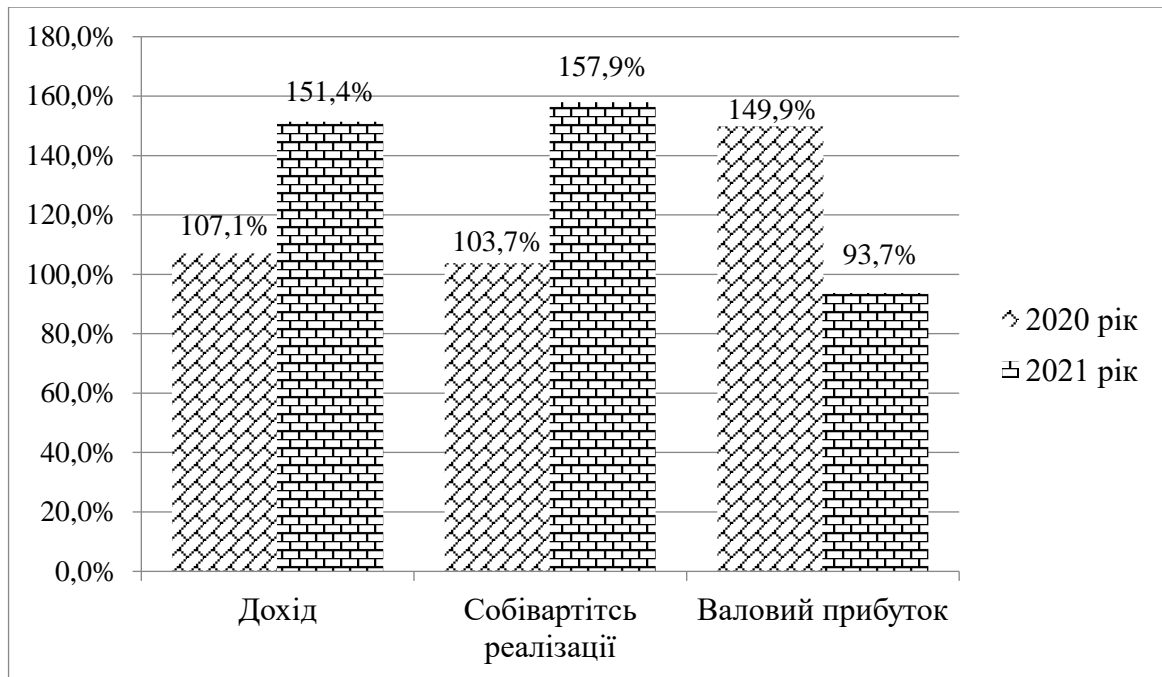 180,0%
160,0%
140,0%
120,0%
100,0%
80,0%
60,0%
40,0%
20,0%
0,0%
107,1%
151,4%
103,7%
157,9%
149,9%
93,7%
Дохід
Собівартітсь
реалізації
Валовий прибуток
2020 рік
2021 рік